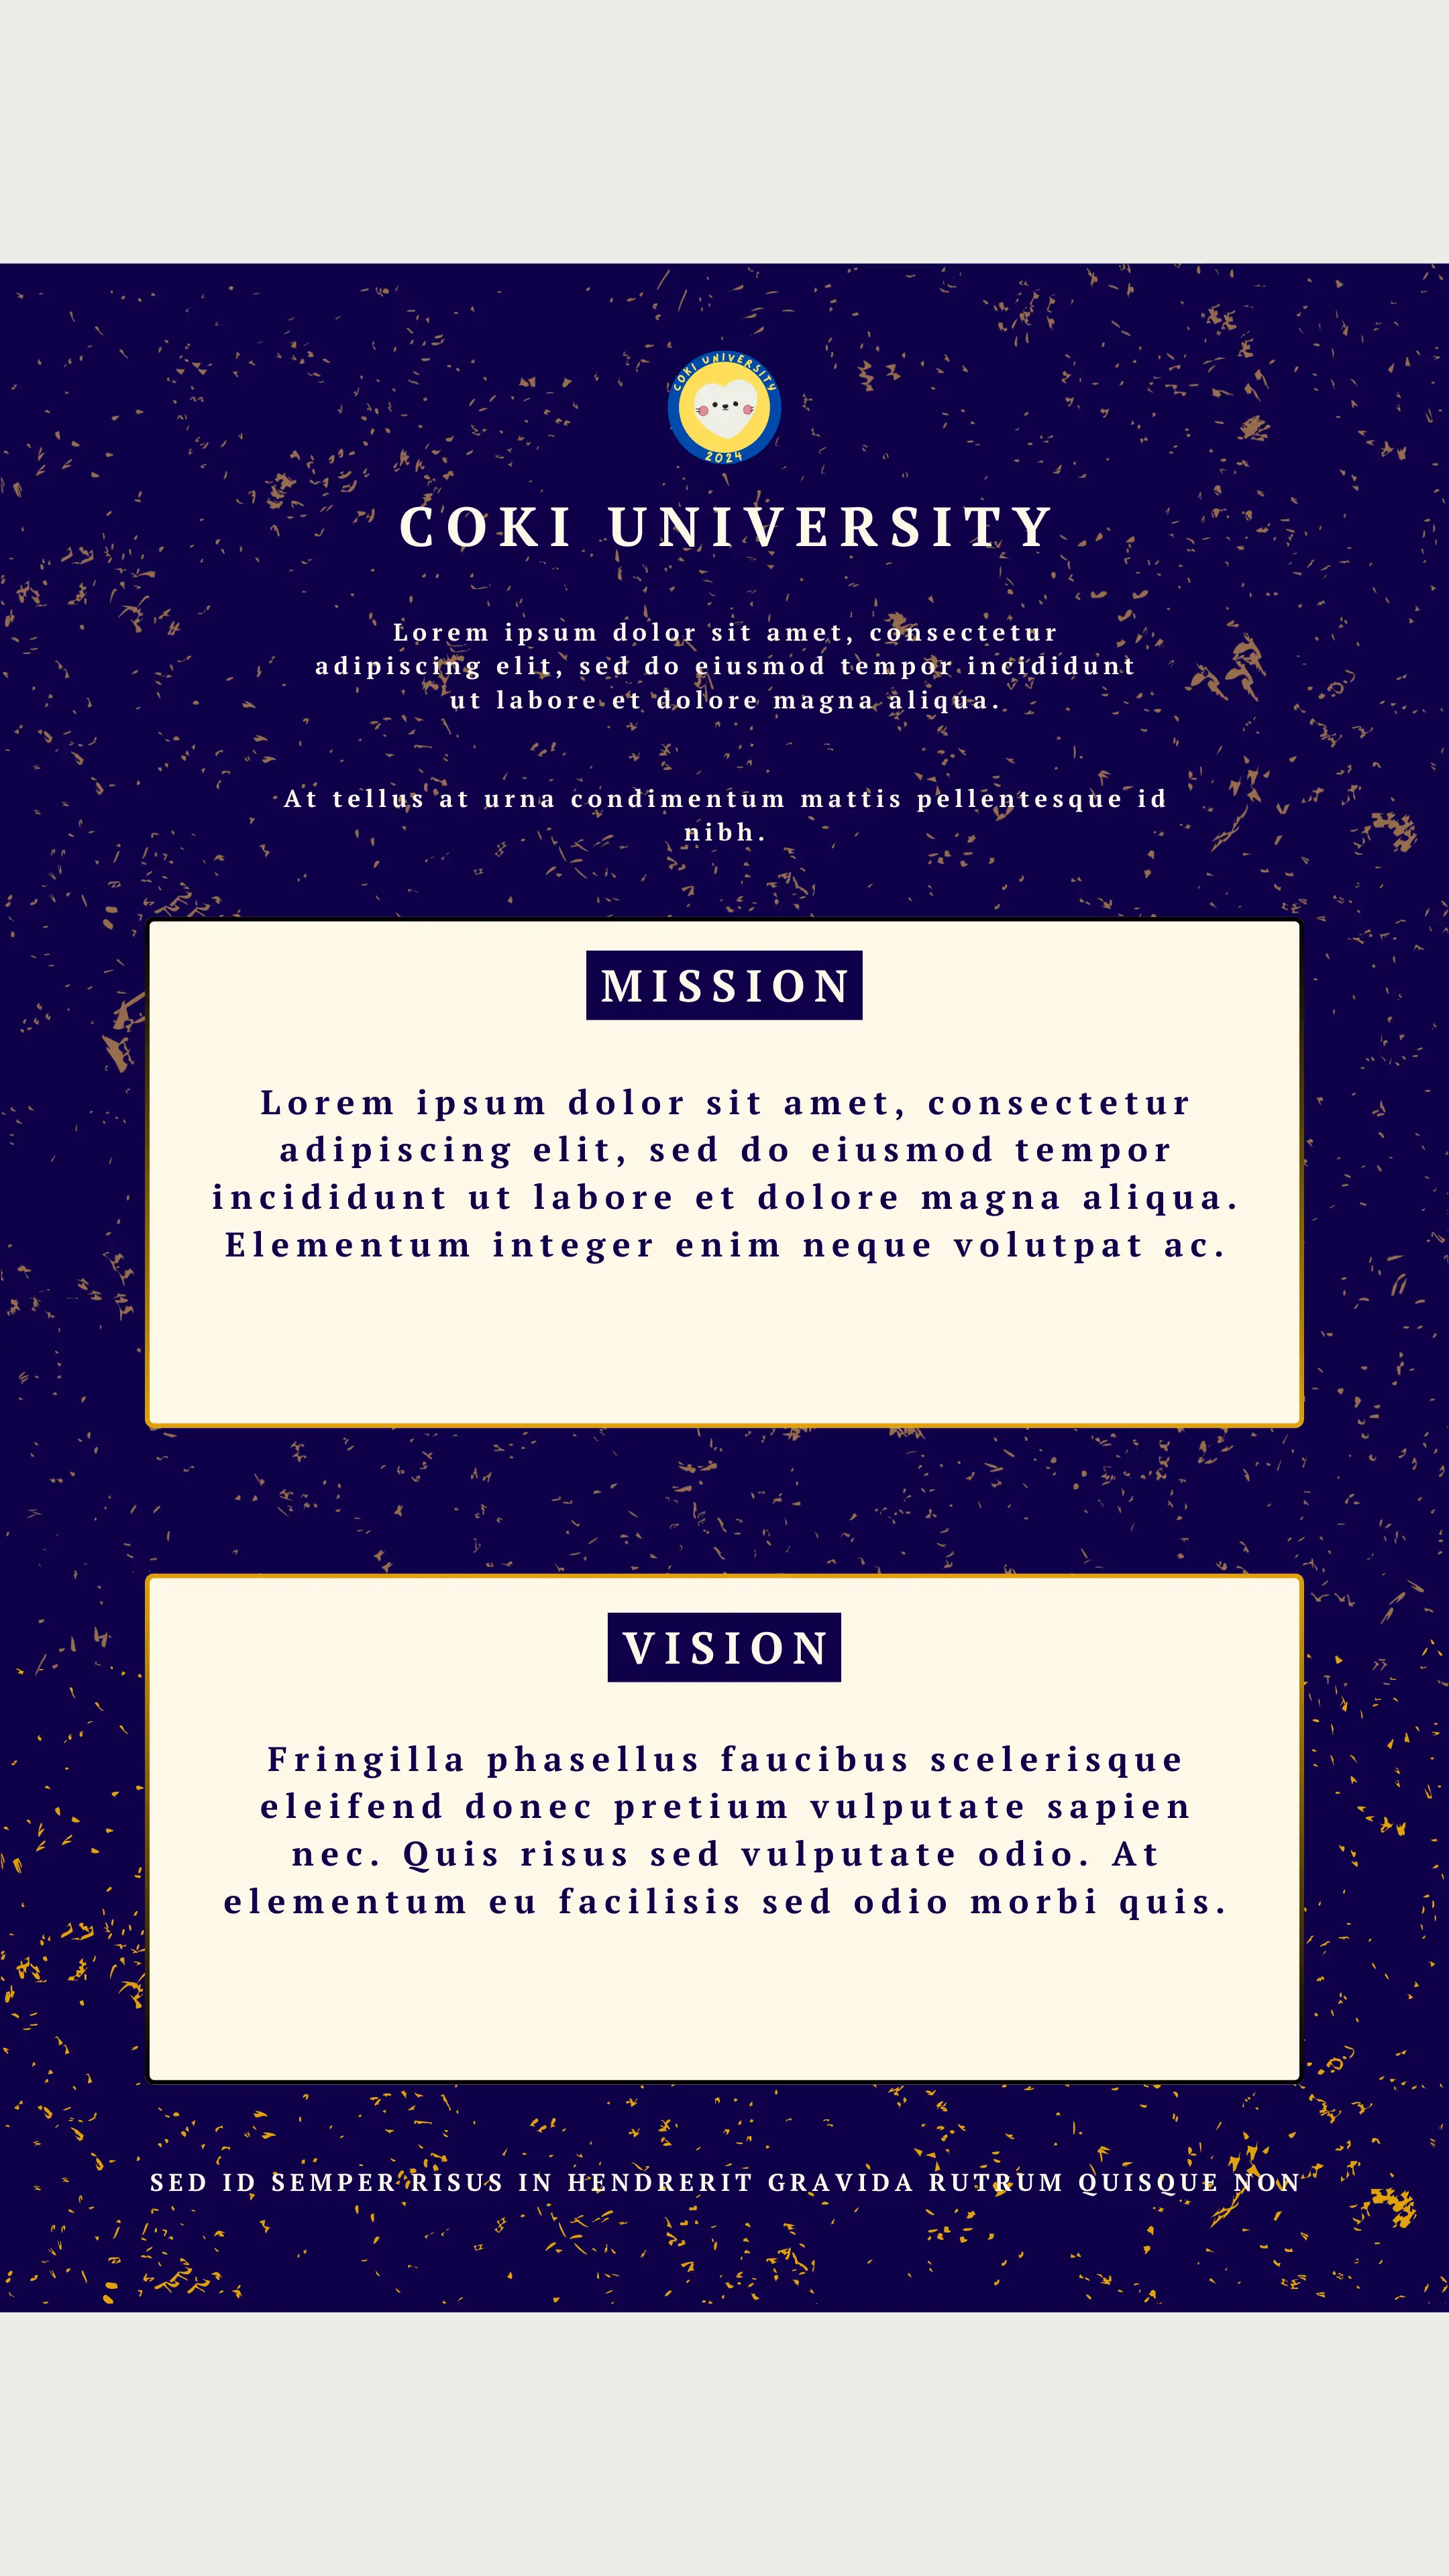 COKI UNIVERSITY
2024
COKI UNIVERSITY
Lorem ipsum dolor sit amet, consectetur
adipiscing elit, sed do eiusmod tempor incididunt
ut labore et dolore magna aliqua.
At tellus at urna condimentum mattis pellentesque id
nibh.
MISSION
Lorem ipsum dolor sit amet, consectetur
adipiscing elit, sed do eiusmod tempor
incididunt ut labore et dolore magna aliqua.
Elementum integer enim neque volutpat ac.
VISION
Fringilla phasellus faucibus scelerisque
eleifend donec pretium vulputate sapien
nec. Quis risus sed vulputate odio. At
elementum eu facilisis sed odio morbi quis.
SED ID SEMPER RISUS IN HENDRERIT GRAVIDA RUTRUM QUISQUE NON